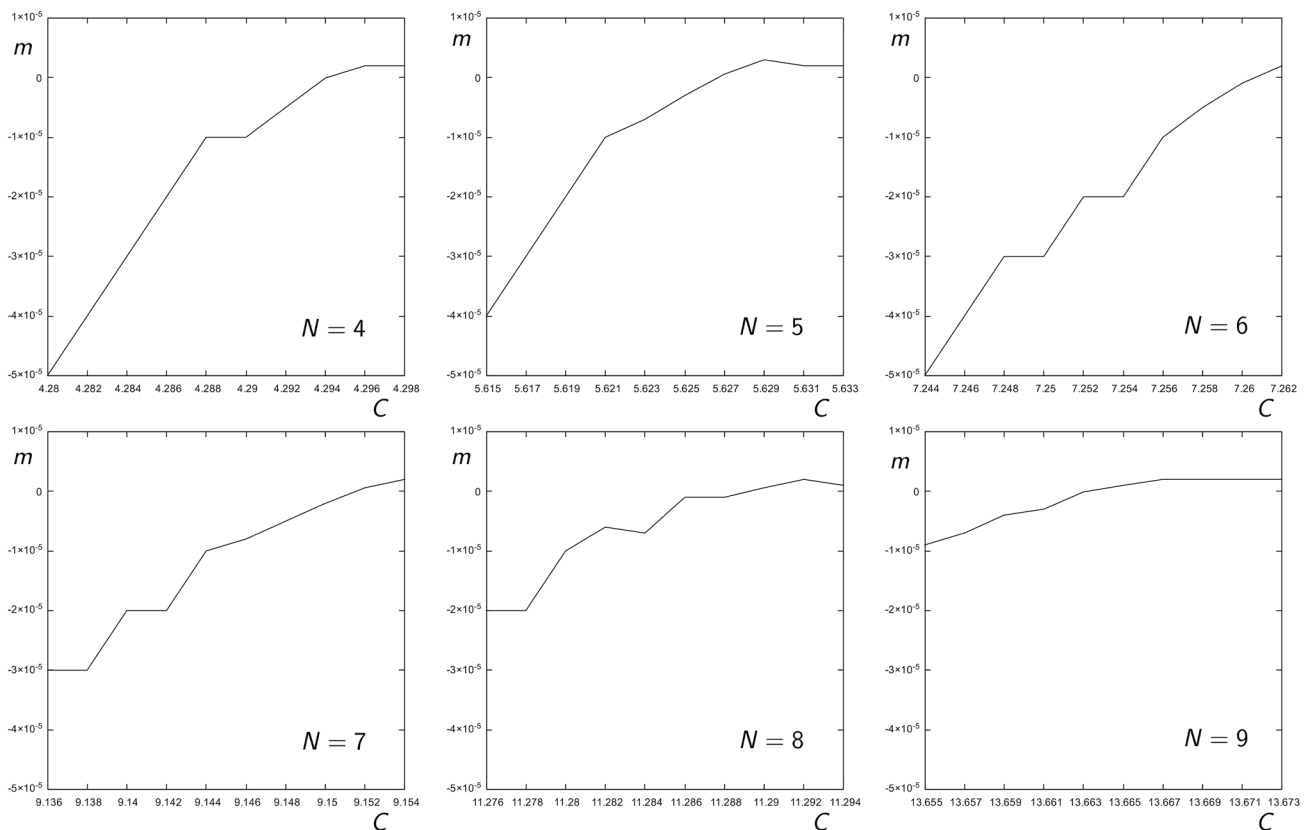 1×10⁻⁵ 1×10⁻⁵ 1×10⁻⁵
m m m
0 0 0
-1×10⁻⁵ -1×10⁻⁵ -1×10⁻⁵
-2×10⁻⁵ -2×10⁻⁵ -2×10⁻⁵
-3×10⁻⁵ -3×10⁻⁵ -3×10⁻⁵
-4×10⁻⁵ N = 4 -4×10⁻⁵ N = 5 -4×10⁻⁵ N = 6
-5×10⁻⁵ -5×10⁻⁵ -5×10⁻⁵
4.28 4.282 4.284 4.286 4.288 4.29 4.292 4.294 4.296 4.298 5.615 5.617 5.619 5.621 5.623 5.625 5.627 5.629 5.631 5.633 7.244 7.246 7.248 7.25 7.252 7.254 7.256 7.258 7.26 7.262
C C C
1×10⁻⁵ 1×10⁻⁵ 1×10⁻⁵
m m m
0 0 0
-1×10⁻⁵ -1×10⁻⁵ -1×10⁻⁵
-2×10⁻⁵ -2×10⁻⁵ -2×10⁻⁵
-3×10⁻⁵ -3×10⁻⁵ -3×10⁻⁵
-4×10⁻⁵ N = 7 -4×10⁻⁵ N = 8 -4×10⁻⁵ N = 9
-5×10⁻⁵ -5×10⁻⁵ -5×10⁻⁵
9.136 9.138 9.14 9.142 9.144 9.146 9.148 9.15 9.152 9.154 11.276 11.278 11.28 11.282 11.284 11.286 11.288 11.29 11.292 11.294 13.655 13.657 13.659 13.661 13.663 13.665 13.667 13.669 13.671 13.673
C C C